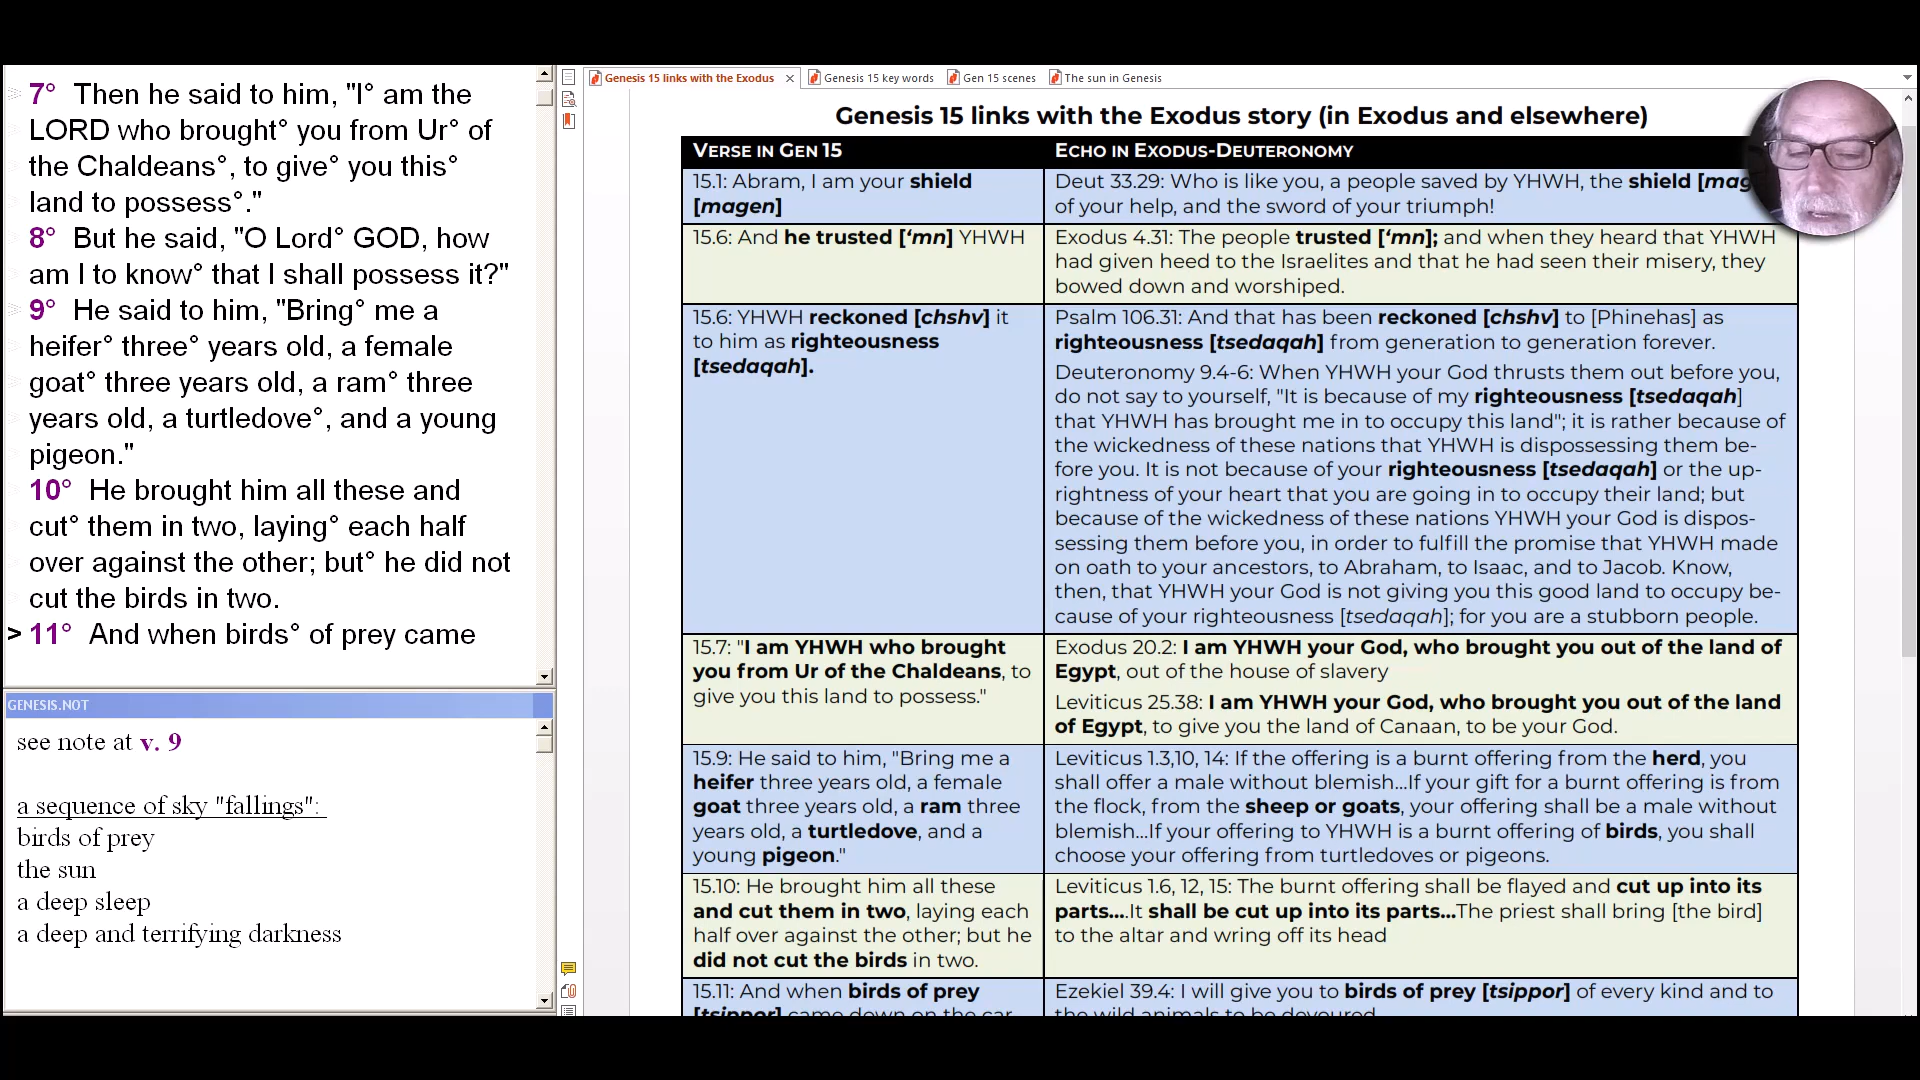 7° Then he said to him, "I° am the
LORD who brought° you from Ur° of
the Chaldeans°, to give° you this°
land to possess°."
8° But he said, "O Lord° GOD, how
am I to know° that I shall possess it?"
9° He said to him, "Bring° me a
heifer° three° years old, a female
goat° three years old, a ram° three
years old, a turtledove°, and a young
pigeon."
10° He brought him all these and
cut° them in two, laying° each half
over against the other; but° he did not
cut the birds in two.
> 11° And when birds° of prey came
GENESIS.NOT
see note at v. 9
a sequence of sky "fallings":
birds of prey
the sun
a deep sleep
a deep and terrifying darkness
Genesis 15 links with the Exodus
Genesis 15 key words
Gen 15 scenes
The sun in Genesis
Genesis 15 links with the Exodus story (in Exodus and elsewhere)
VERSE IN GEN 15
ECHO IN EXODUS-DEUTERONOMY
15.1: Abram, I am your shield
[magen]
Deut 33.29: Who is like you, a people saved by YHWH, the shield
of your help, and the sword of your triumph!
15.6: And he trusted [‘mn] YHWH
Exodus 4.31: The people trusted [‘mn]; and when they heard that YHWH
had given heed to the Israelites and that he had seen their misery, they
bowed down and worshiped.
15.6: YHWH reckoned [chshv] it
to him as righteousness
[tsedaqah].
Psalm 106.31: And that has been reckoned [chshv] to [Phinehas] as
righteousness [tsedaqah] from generation to generation forever.
Deuteronomy 9.4-6: When YHWH your God thrusts them out before you,
do not say to yourself, "It is because of my righteousness [tsedaqah]
that YHWH has brought me in to occupy this land"; it is rather because of
the wickedness of these nations that YHWH is dispossessing them be-
fore you. It is not because of your righteousness [tsedaqah] or the up-
rightness of your heart that you are going in to occupy their land; but
because of the wickedness of these nations YHWH your God is dispos-
sessing them before you, in order to fulfill the promise that YHWH made
on oath to your ancestors, to Abraham, to Isaac, and to Jacob. Know,
then, that YHWH your God is not giving you this good land to occupy be-
cause of your righteousness [tsedaqah]; for you are a stubborn people.
15.7: "I am YHWH who brought
you from Ur of the Chaldeans, to
give you this land to possess."
Exodus 20.2: I am YHWH your God, who brought you out of the land of
Egypt, out of the house of slavery
Leviticus 25.38: I am YHWH your God, who brought you out of the land
of Egypt, to give you the land of Canaan, to be your God.
15.9: He said to him, "Bring me a
heifer three years old, a female
goat three years old, a ram three
years old, a turtledove, and a
young pigeon."
Leviticus 1.3,10, 14: If the offering is a burnt offering from the herd, you
shall offer a male without blemish...If your gift for a burnt offering is from
the flock, from the sheep or goats, your offering shall be a male without
blemish...If your offering to YHWH is a burnt offering of birds, you shall
choose your offering from turtledoves or pigeons.
15.10: He brought him all these
and cut them in two, laying each
half over against the other; but he
did not cut the birds in two.
Leviticus 1.6, 12, 15: The burnt offering shall be flayed and cut up into its
parts....It shall be cut up into its parts...The priest shall bring [the bird]
to the altar and wring off its head
15.11: And when birds of prey
[tsippor] came down on the car-
Ezekiel 39.4: I will give you to birds of prey [tsippor] of every kind and to
the wild animals to be devoured.